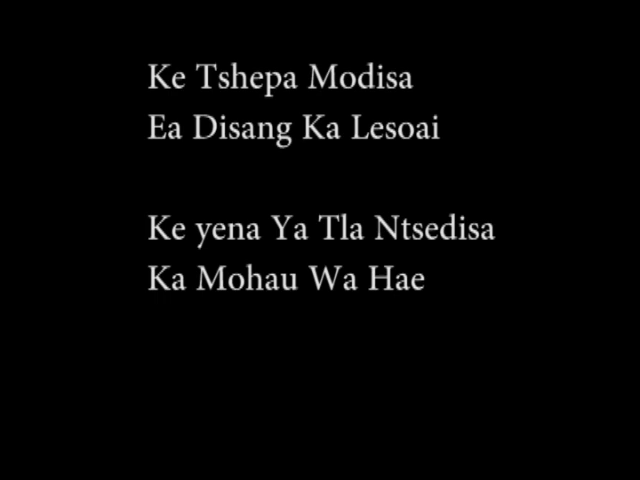 Ke Tshepa Modisa
Ea Disang Ka Lesoai
Ke yena Ya Tla Ntsedisa
Ka Mohau Wa Hae